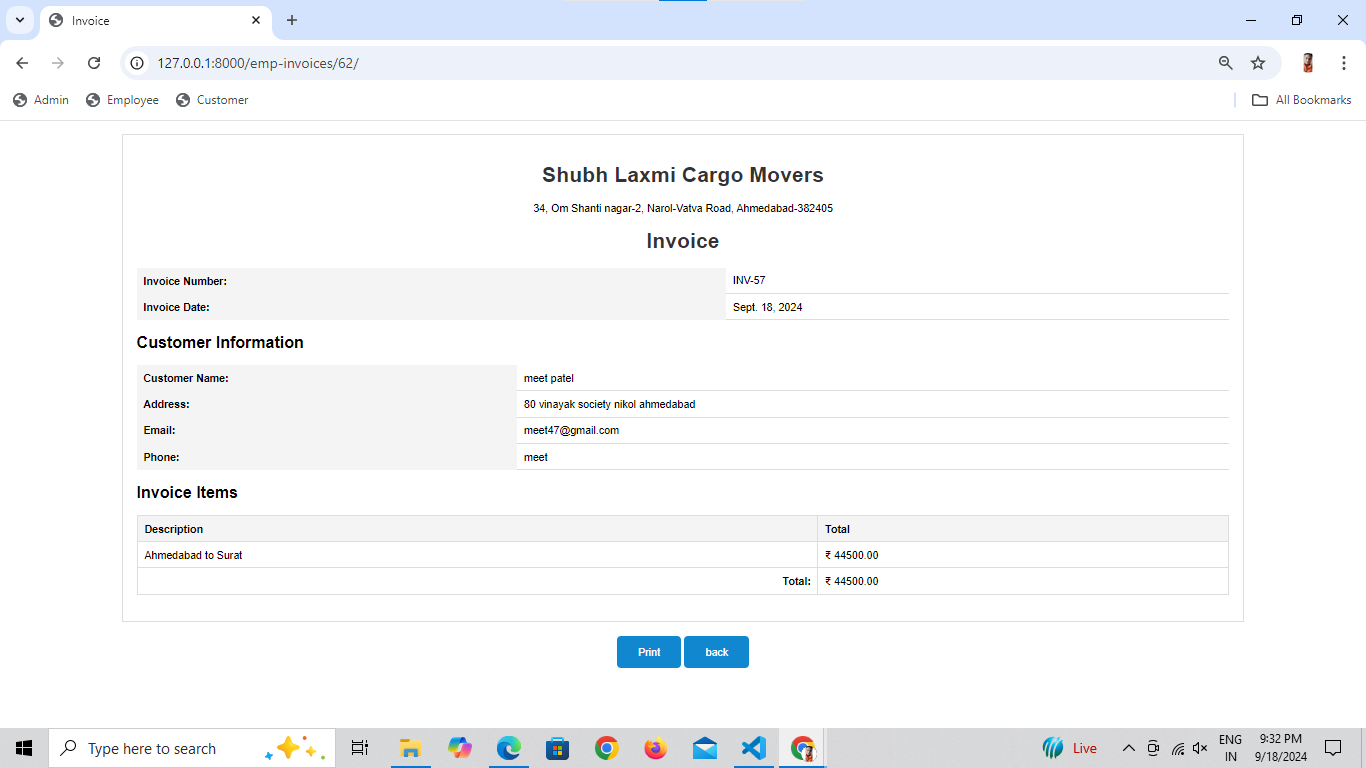 Invoice
127.0.0.1:8000/emp-invoices/62/
Admin Employee Customer All Bookmarks
Shubh Laxmi Cargo Movers
34, Om Shanti nagar-2, Narol-Vatva Road, Ahmedabad-382405
Invoice
Invoice Number: INV-57
Invoice Date: Sept. 18, 2024
Customer Information
Customer Name: meet patel
Address: 80 vinayak society nikol ahmedabad
Email: meet47@gmail.com
Phone: meet
Invoice Items
Description Total
Ahmedabad to Surat ₹ 44500.00
Total: ₹ 44500.00
Print back
Type here to search Live ENG 9:32 PM
IN 9/18/2024